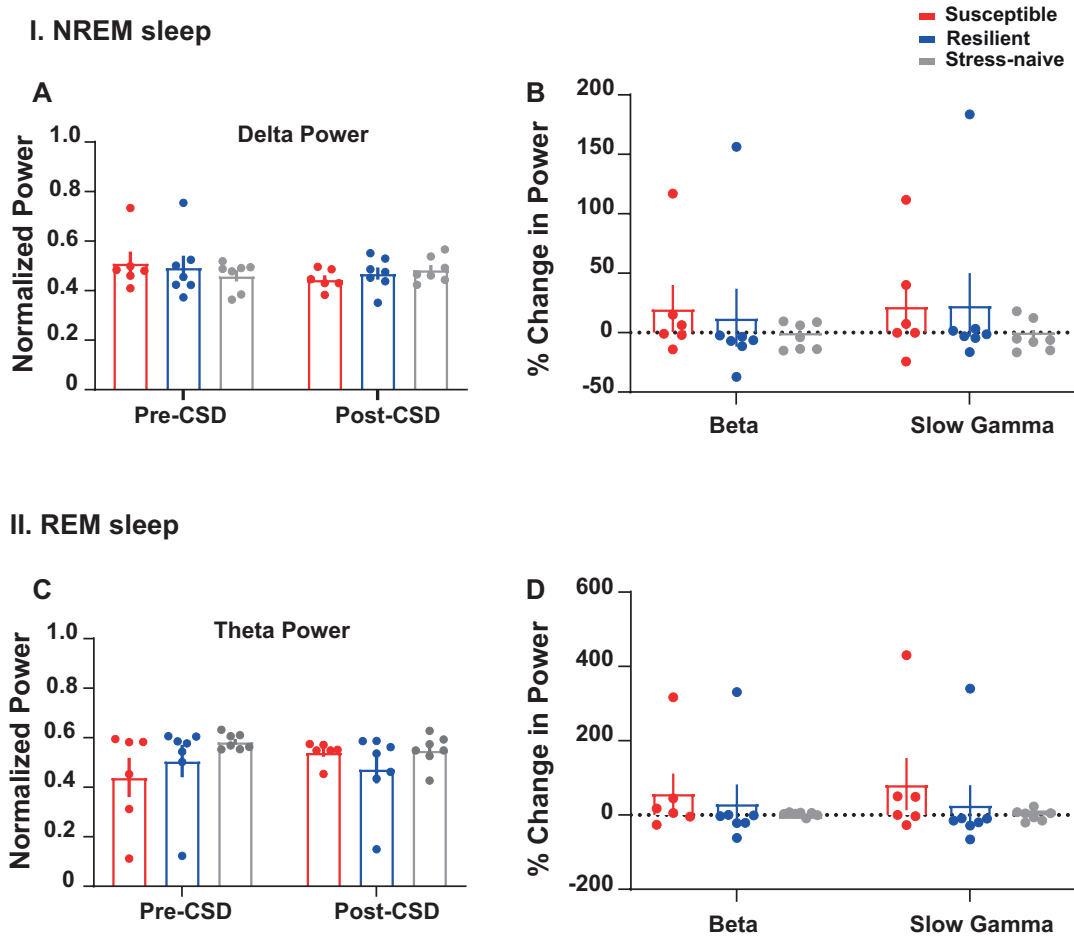 I. NREM sleep
Susceptible
Resilient
Stress-naive
A
Delta Power
Normalized Power
1.0
0.8
0.6
0.4
0.2
0
Pre-CSD
Post-CSD
B
% Change in Power
200
150
100
50
0
-50
Beta
Slow Gamma
II. REM sleep
C
Theta Power
Normalized Power
1.0
0.8
0.6
0.4
0.2
0
Pre-CSD
Post-CSD
D
% Change in Power
600
400
200
0
-200
Beta
Slow Gamma